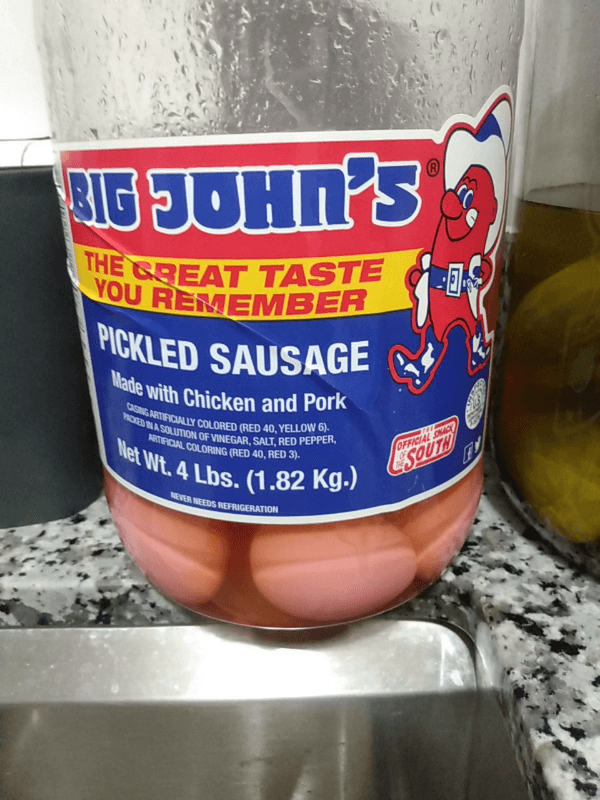 BIG JOHN'S®
THE GREAT TASTE
YOU REMEMBER
PICKLED SAUSAGE
Made with Chicken and Pork
CASING ARTIFICIALLY COLORED (RED 40, YELLOW 6).
PACKED IN A SOLUTION OF VINEGAR, SALT, RED PEPPER,
ARTIFICIAL COLORING (RED 40, RED 3).
Net Wt. 4 Lbs. (1.82 Kg.)
NEVER NEEDS REFRIGERATION
OFFICIAL SNACK
OF THE SOUTH